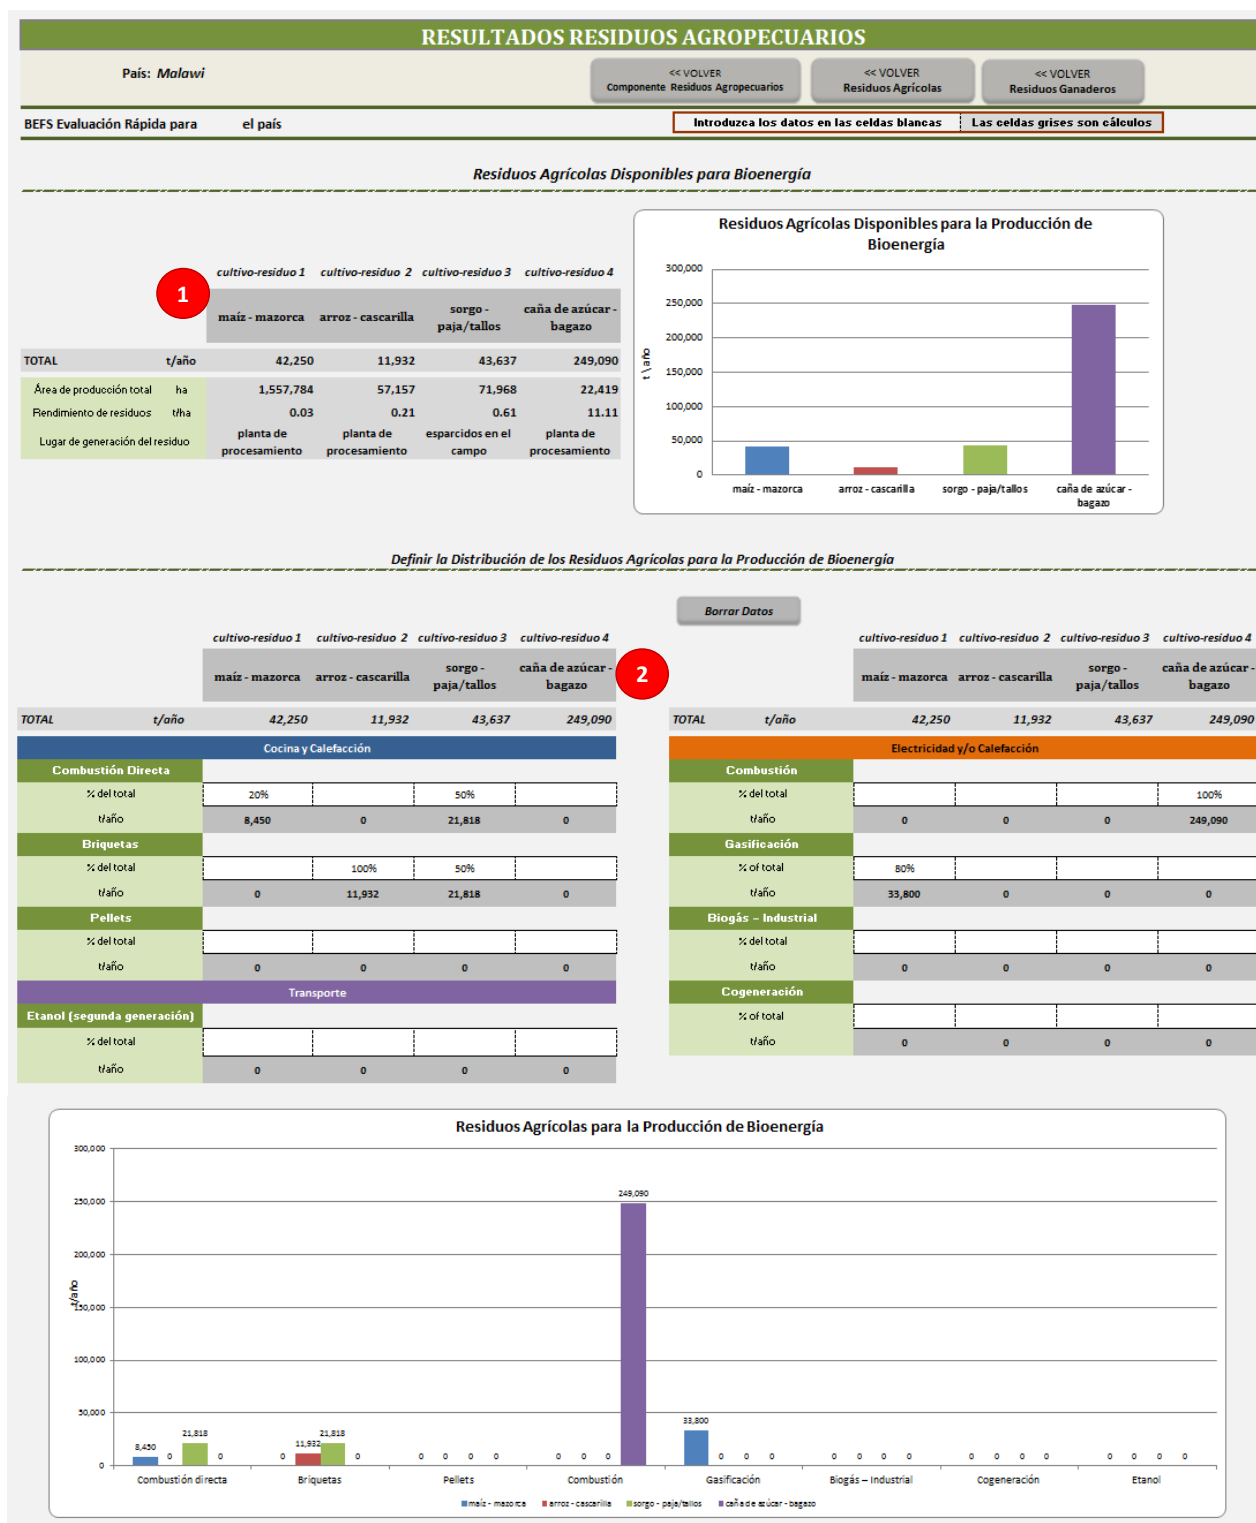 RESULTADOS RESIDUOS AGROPECUARIOS
País: Malawi
<< VOLVER
Componente Residuos Agropecuarios
<< VOLVER
Residuos Agrícolas
<< VOLVER
Residuos Ganaderos
BEFS Evaluación Rápida para el país
Introduzca los datos en las celdas blancas Las celdas grises son cálculos
Residuos Agrícolas Disponibles para Bioenergía
1
cultivo-residuo 1 cultivo-residuo 2 cultivo-residuo 3 cultivo-residuo 4
maíz - mazorca arroz - cascarilla sorgo - paja/tallos caña de azúcar - bagazo
TOTAL t/año 42,250 11,932 43,637 249,090
Área de producción total ha 1,557,784 57,157 71,968 22,419
Rendimiento de residuos t/ha 0.03 0.21 0.61 11.11
Lugar de generación del residuo planta de procesamiento planta de procesamiento esparcidos en el campo planta de procesamiento
Residuos Agrícolas Disponibles para la Producción de
Bioenergía
t \ año
300,000
250,000
200,000
150,000
100,000
50,000
0
maíz - mazorca arroz - cascarilla sorgo - paja/tallos caña de azúcar - bagazo
Definir la Distribución de los Residuos Agrícolas para la Producción de Bioenergía
Borrar Datos
2
cultivo-residuo 1 cultivo-residuo 2 cultivo-residuo 3 cultivo-residuo 4
maíz - mazorca arroz - cascarilla sorgo - paja/tallos caña de azúcar - bagazo
TOTAL t/año 42,250 11,932 43,637 249,090
Cocina y Calefacción
Combustión Directa
% del total 20% 50%
t/año 8,450 0 21,818 0
Briquetas
% del total 100% 50%
t/año 0 11,932 21,818 0
Pellets
% del total
t/año 0 0 0 0
Transporte
Etanol (segunda generación)
% del total
t/año 0 0 0 0
cultivo-residuo 1 cultivo-residuo 2 cultivo-residuo 3 cultivo-residuo 4
maíz - mazorca arroz - cascarilla sorgo - paja/tallos caña de azúcar - bagazo
TOTAL t/año 42,250 11,932 43,637 249,090
Electricidad y/o Calefacción
Combustión
% del total 100%
t/año 0 0 0 249,090
Gasificación
% of total 80%
t/año 33,800 0 0 0
Biogás – Industrial
% del total
t/año 0 0 0 0
Cogeneración
% of total
t/año 0 0 0 0
Residuos Agrícolas para la Producción de Bioenergía
t/año
300,000
250,000
200,000
150,000
100,000
50,000
0
8,450 0 21,818 0 0 11,932 21,818 0 0 0 0 0 0 0 0 249,090 33,800 0 0 0 0 0 0 0 0 0 0 0 0 0 0 0
Combustión directa Briquetas Pellets Combustión Gasificación Biogás – Industrial Cogeneración Etanol
maíz - mazorca arroz - cascarilla sorgo - paja/tallos caña de azúcar - bagazo